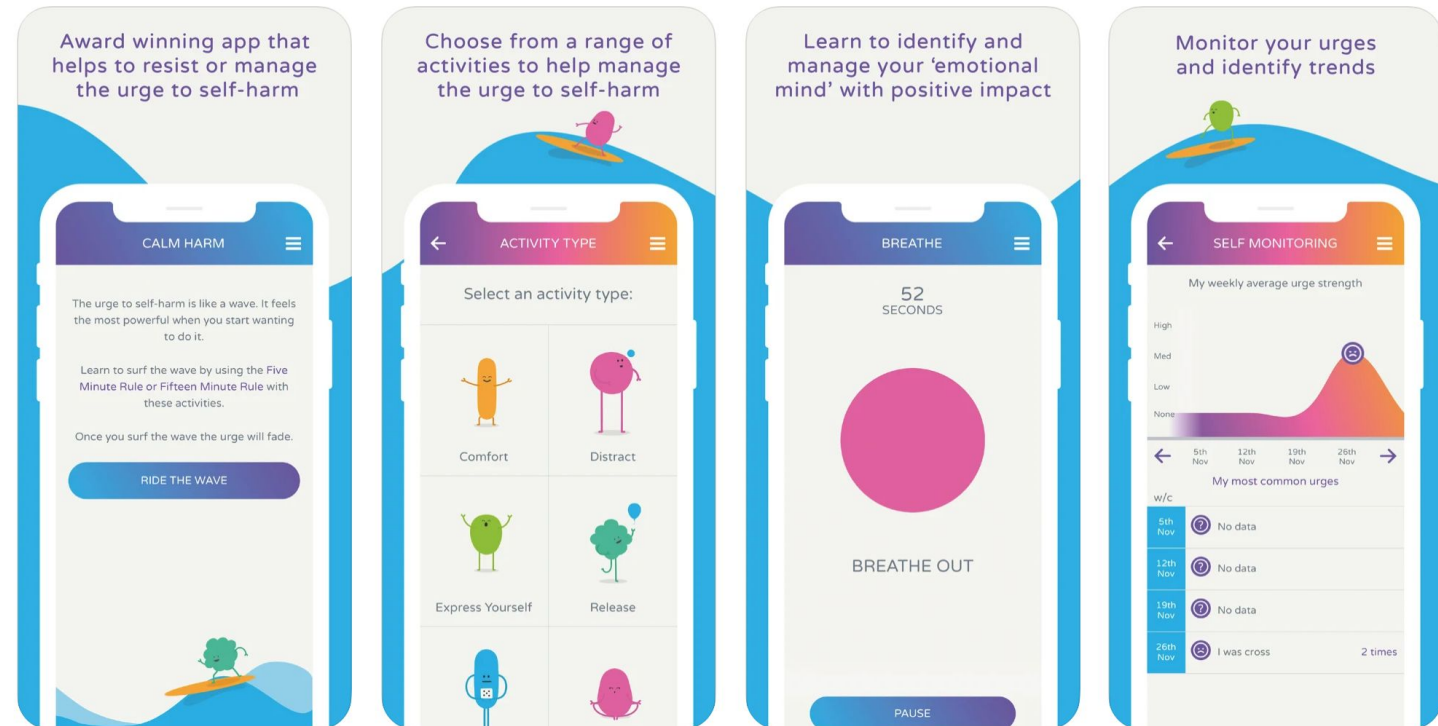 Award winning app that
helps to resist or manage
the urge to self-harm
CALM HARM
The urge to self-harm is like a wave. It feels
the most powerful when you start wanting
to do it.
Learn to surf the wave by using the Five
Minute Rule or Fifteen Minute Rule with
these activities.
Once you surf the wave the urge will fade.
RIDE THE WAVE
Choose from a range of
activities to help manage
the urge to self-harm
ACTIVITY TYPE
Select an activity type:
Comfort
Distract
Express Yourself
Release
Learn to identify and
manage your ‘emotional
mind’ with positive impact
BREATHE
52
SECONDS
BREATHE OUT
PAUSE
Monitor your urges
and identify trends
SELF MONITORING
My weekly average urge strength
High
Med
Low
None
5th
Nov
12th
Nov
19th
Nov
26th
Nov
My most common urges
w/c
5th
Nov
No data
12th
Nov
No data
19th
Nov
No data
26th
Nov
I was cross
2 times